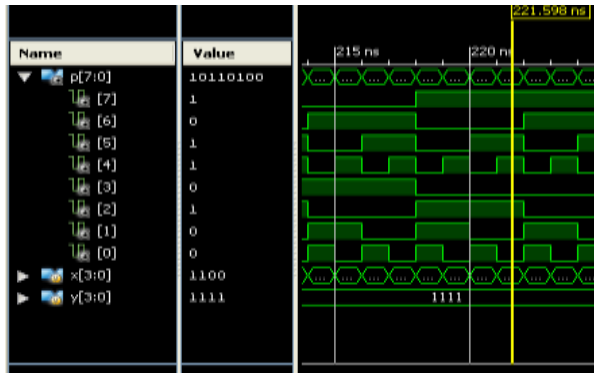 221.598 ns
Name Value 215 ns 220 n
p[7:0] 10110100 ... ... ... ... ... ... ... ... ... ...
[7] 1
[6] 0
[5] 1
[4] 1
[3] 0
[2] 1
[1] 0
[0] 0
x[3:0] 1100 ... ... ... ... ... ... ... ... ... ...
y[3:0] 1111 1111